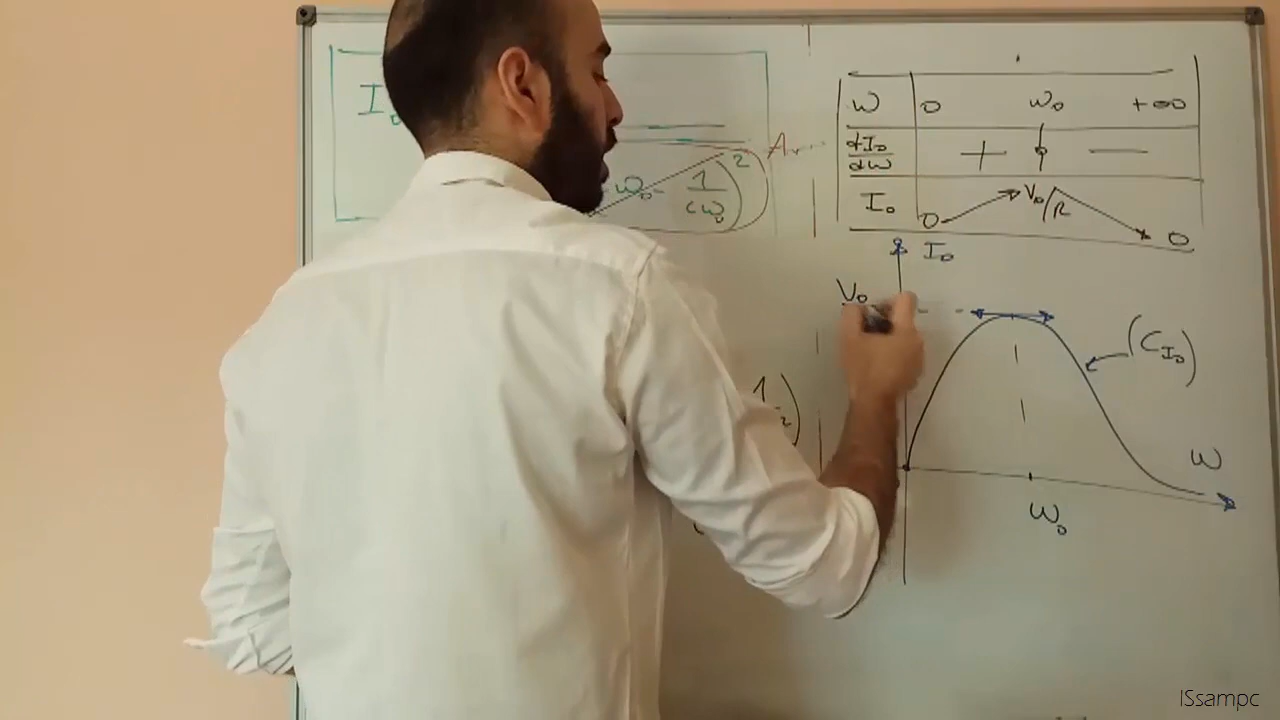 I₀
ω₀ - 1/(Cω₀))²
ω 0 ω₀ +∞
dI₀/dω + 0 —
I₀ 0 V₀/R 0
I₀
V₀
(C_I₀)
ω
ω₀
ISsampc